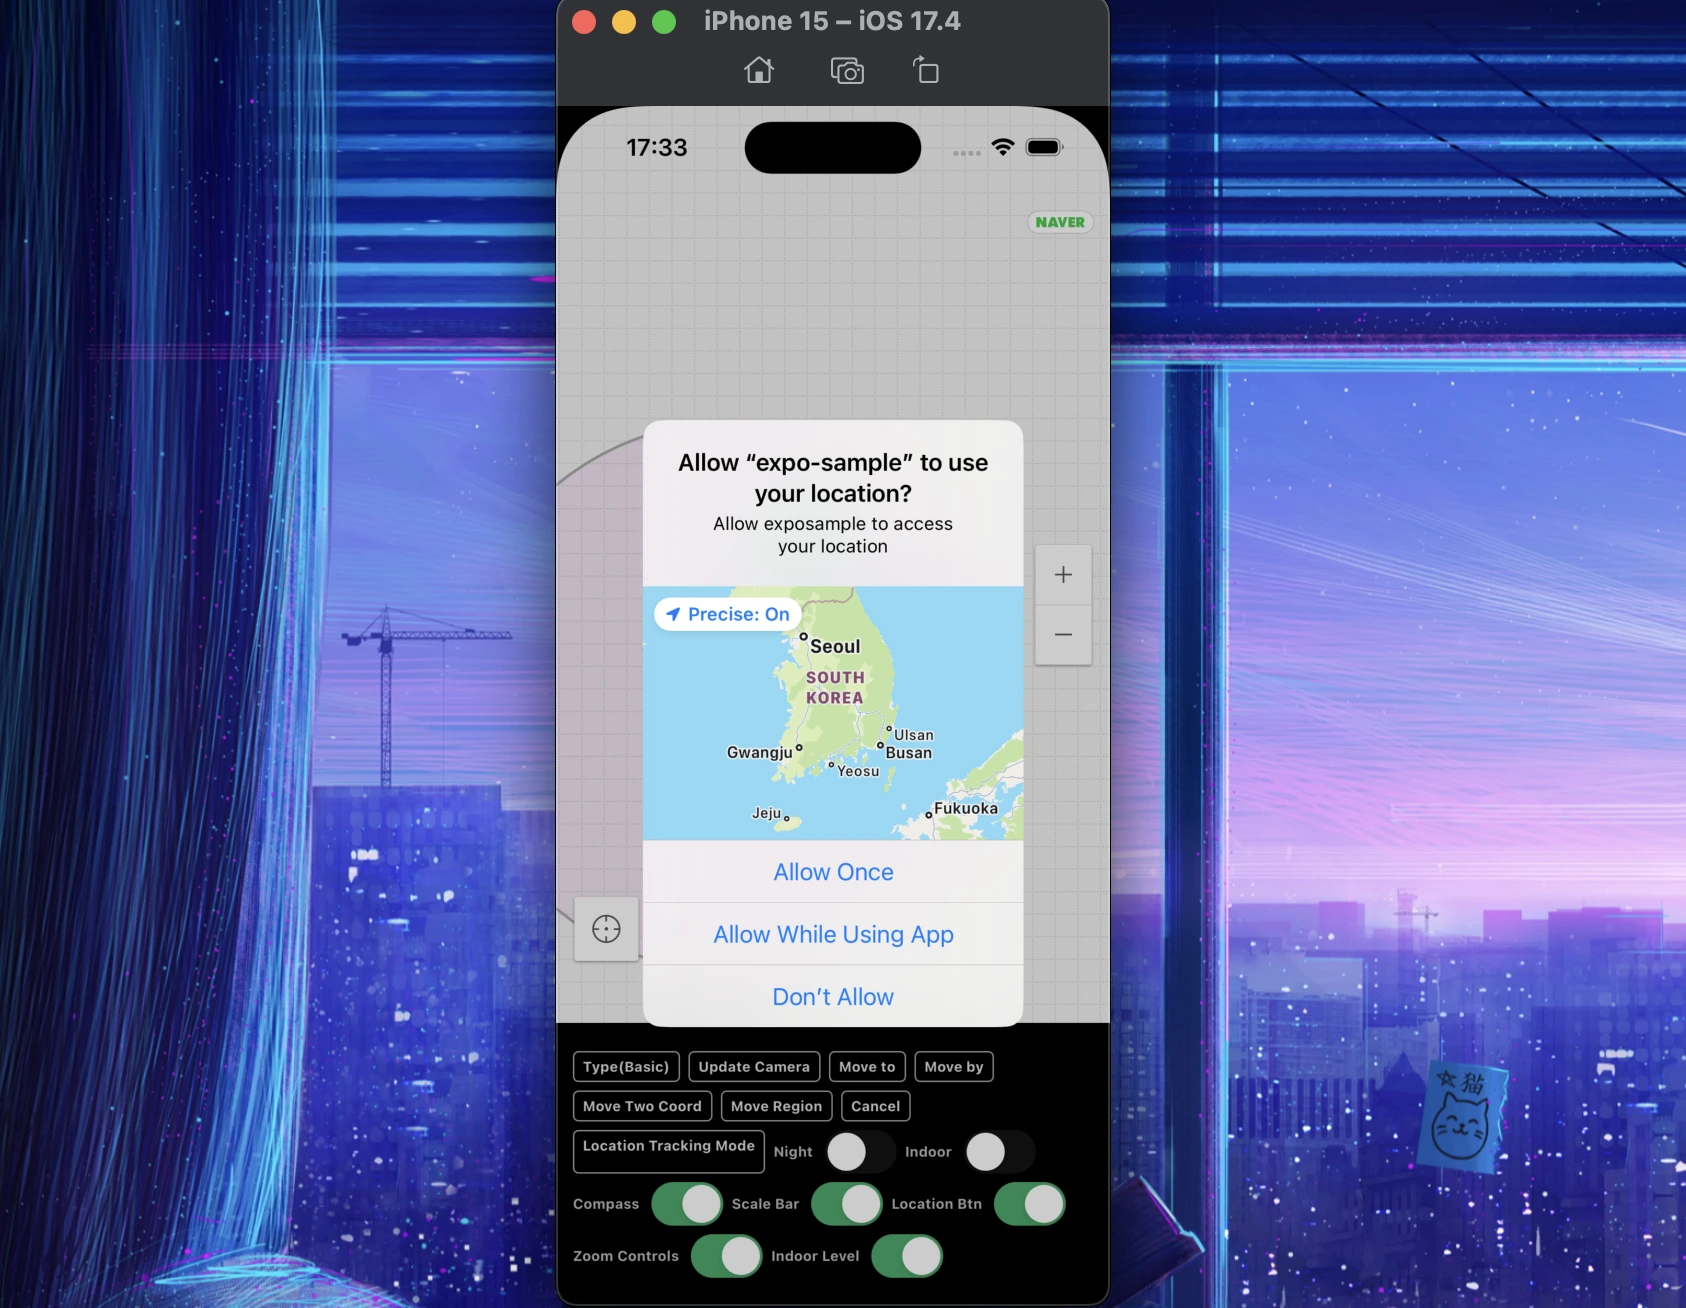 iPhone 15 – iOS 17.4
17:33
NAVER
Allow “expo-sample” to use
your location?
Allow exposample to access
your location
Precise: On
Seoul
SOUTH
KOREA
Ulsan
Gwangju
Busan
Yeosu
Fukuoka
Jeju
Allow Once
Allow While Using App
Don’t Allow
Type(Basic) Update Camera Move to Move by
Move Two Coord Move Region Cancel
Location Tracking Mode Night Indoor
Compass Scale Bar Location Btn
Zoom Controls Indoor Level
猫